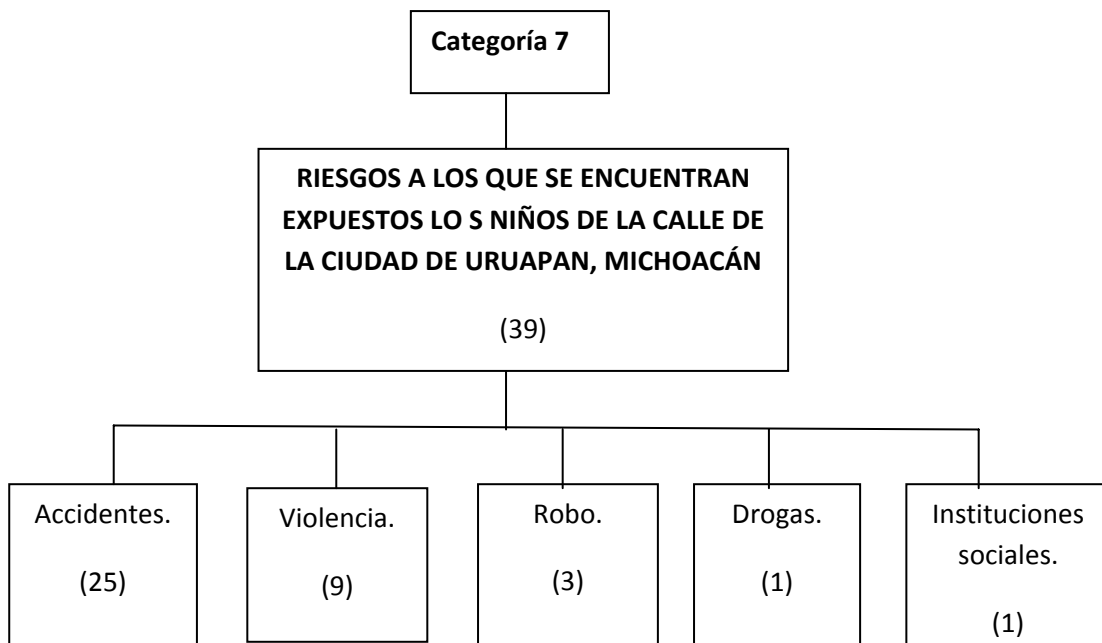 Categoría 7
RIESGOS A LOS QUE SE ENCUENTRAN
EXPUESTOS LO S NIÑOS DE LA CALLE DE
LA CIUDAD DE URUAPAN, MICHOACÁN
(39)
Accidentes.
(25)
Violencia.
(9)
Robo.
(3)
Drogas.
(1)
Instituciones
sociales.
(1)